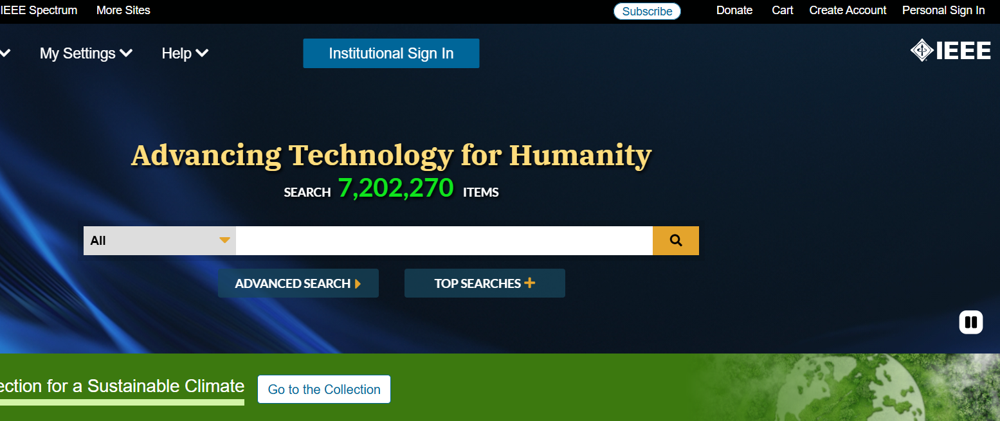 IEEE Spectrum More Sites Subscribe Donate Cart Create Account Personal Sign In
My Settings Help Institutional Sign In IEEE
Advancing Technology for Humanity
SEARCH 7,202,270 ITEMS
All
ADVANCED SEARCH TOP SEARCHES
ection for a Sustainable Climate Go to the Collection